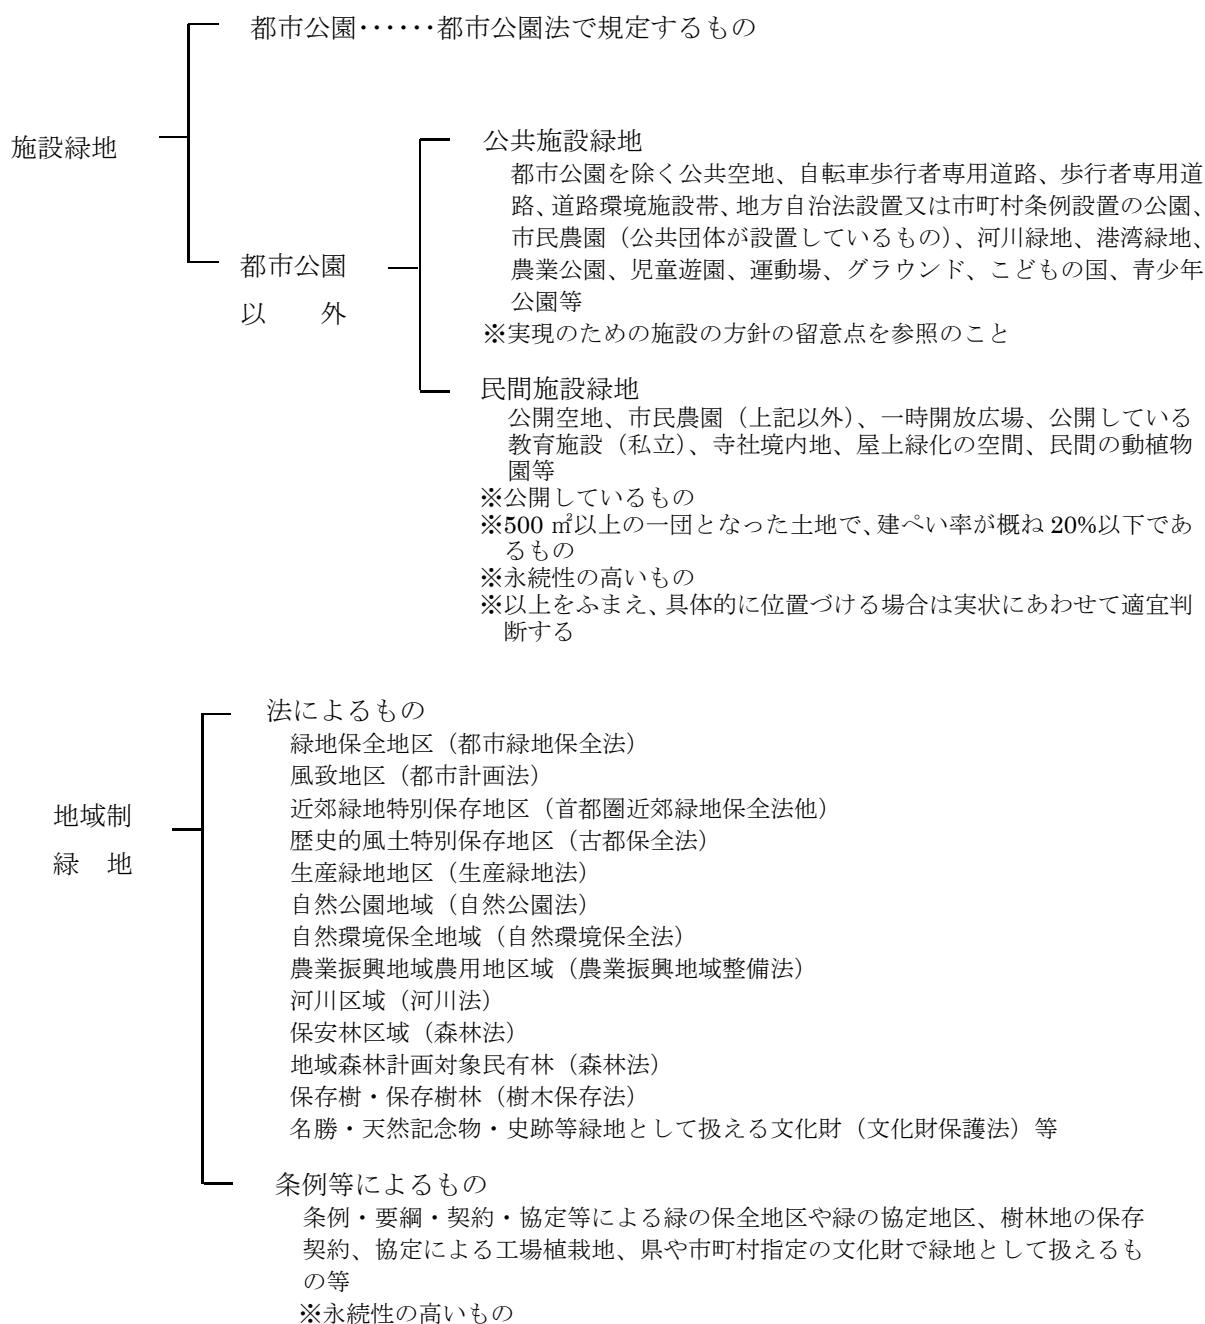 都市公園・・・・・・都市公園法で規定するもの
施設緑地
公共施設緑地
都市公園を除く公共空地、自転車歩行者専用道路、歩行者専用道
路、道路環境施設帯、地方自治法設置又は市町村条例設置の公園、
市民農園（公共団体が設置しているもの）、河川緑地、港湾緑地、
農業公園、児童遊園、運動場、グラウンド、こどもの国、青少年
公園等
※実現のための施設の方針の留意点を参照のこと
都市公園
以　外
民間施設緑地
公開空地、市民農園（上記以外）、一時開放広場、公開している
教育施設（私立）、寺社境内地、屋上緑化の空間、民間の動植物
園等
※公開しているもの
※500 ㎡以上の一団となった土地で、建ぺい率が概ね 20%以下であ
るもの
※永続性の高いもの
※以上をふまえ、具体的に位置づける場合は実状にあわせて適宜判
断する
地域制
緑　地
法によるもの
緑地保全地区（都市緑地保全法）
風致地区（都市計画法）
近郊緑地特別保存地区（首都圏近郊緑地保全法他）
歴史的風土特別保存地区（古都保全法）
生産緑地地区（生産緑地法）
自然公園地域（自然公園法）
自然環境保全地域（自然環境保全法）
農業振興地域農用地区域（農業振興地域整備法）
河川区域（河川法）
保安林区域（森林法）
地域森林計画対象民有林（森林法）
保存樹・保存樹林（樹木保存法）
名勝・天然記念物・史跡等緑地として扱える文化財（文化財保護法）等
条例等によるもの
条例・要綱・契約・協定等による緑の保全地区や緑の協定地区、樹林地の保存
契約、協定による工場植栽地、県や市町村指定の文化財で緑地として扱えるも
の等
※永続性の高いもの